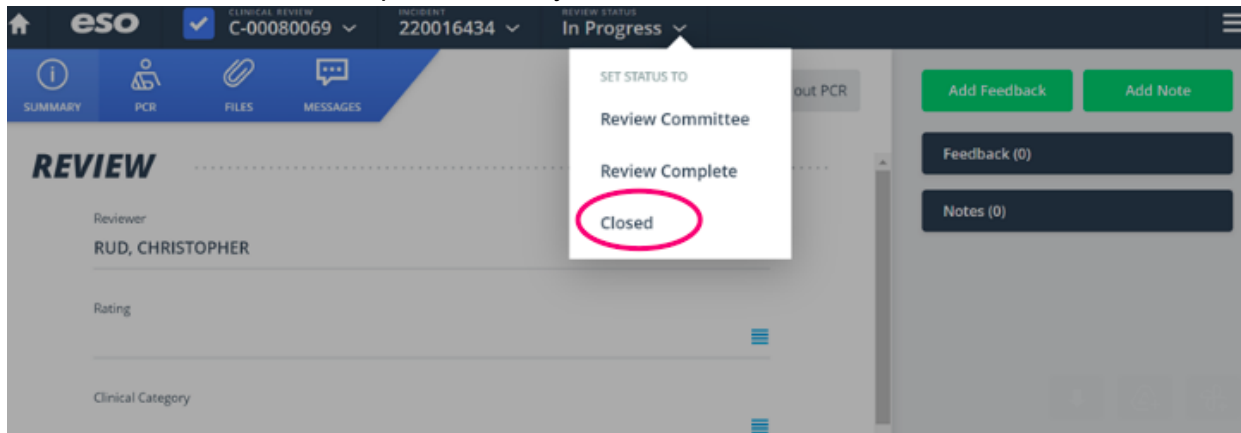 eso
CLINICAL REVIEW
C-00080069
INCIDENT
220016434
REVIEW STATUS
In Progress
SUMMARY
PCR
FILES
MESSAGES
SET STATUS TO
Review Committee
Review Complete
Closed
out PCR
Add Feedback
Add Note
Feedback (0)
Notes (0)
REVIEW
Reviewer
RUD, CHRISTOPHER
Rating
Clinical Category